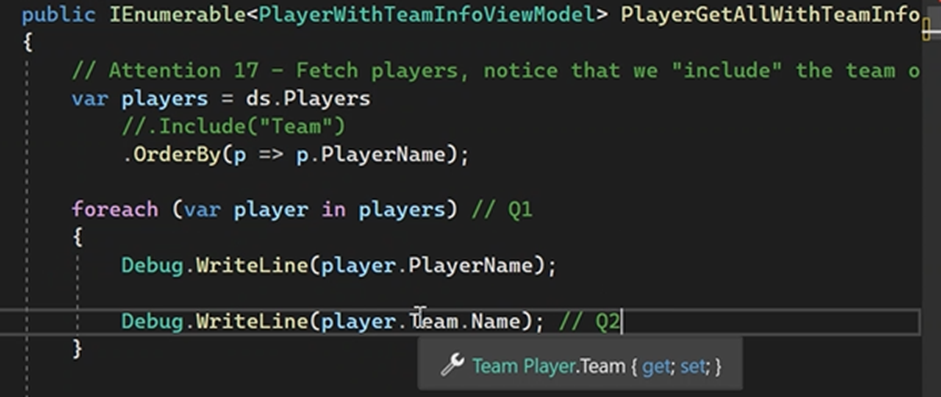 public IEnumerable<PlayerWithTeamInfoViewModel> PlayerGetAllWithTeamInfo
{
// Attention 17 - Fetch players, notice that we "include" the team o
var players = ds.Players
//.Include("Team")
.OrderBy(p => p.PlayerName);
foreach (var player in players) // Q1
{
Debug.WriteLine(player.PlayerName);
Debug.WriteLine(player.Team.Name); // Q2
}
Team Player.Team { get; set; }